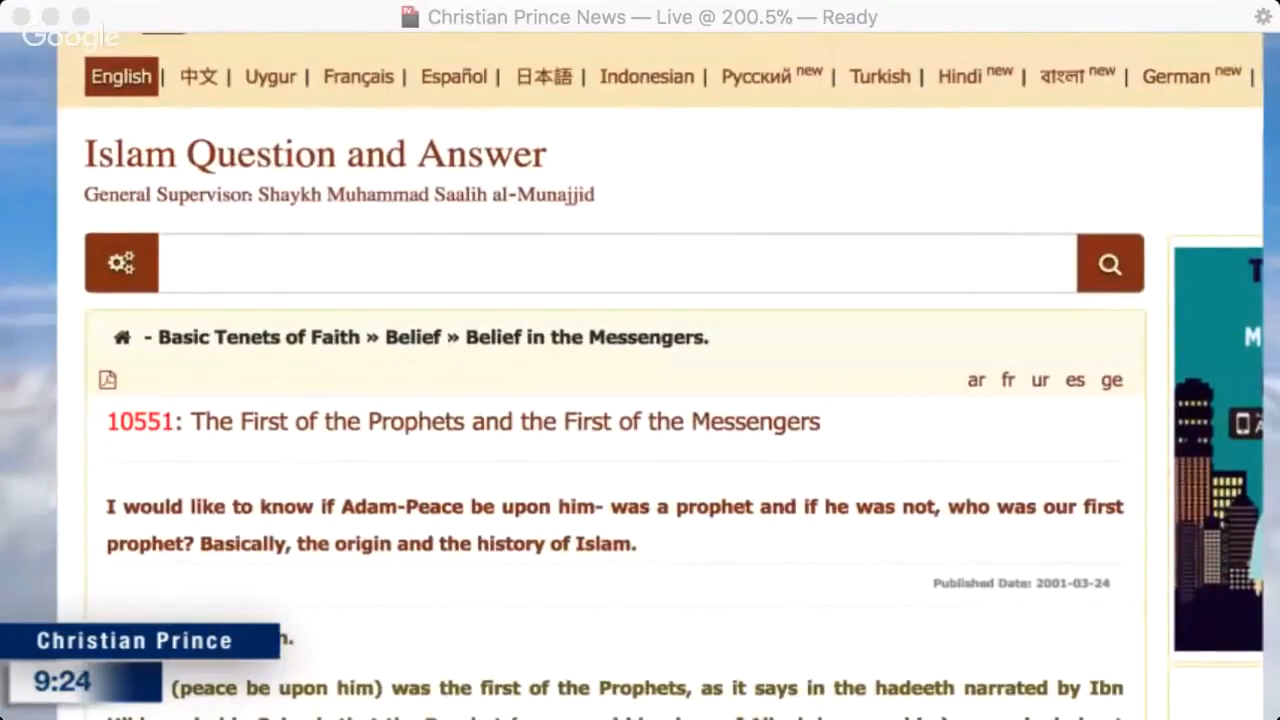 Christian Prince News — Live @ 200.5% — Ready
Google
English | 中文 | Uygur | Français | Español | 日本語 | Indonesian | Русский new | Turkish | Hindi new | বাংলা new | German new |
Islam Question and Answer
General Supervisor: Shaykh Muhammad Saalih al-Munajjid
- Basic Tenets of Faith » Belief » Belief in the Messengers.
ar fr ur es ge
10551: The First of the Prophets and the First of the Messengers
I would like to know if Adam-Peace be upon him- was a prophet and if he was not, who was our first
prophet? Basically, the origin and the history of Islam.
Published Date: 2001-03-24
Christian Prince
9:24
(peace be upon him) was the first of the Prophets, as it says in the hadeeth narrated by Ibn